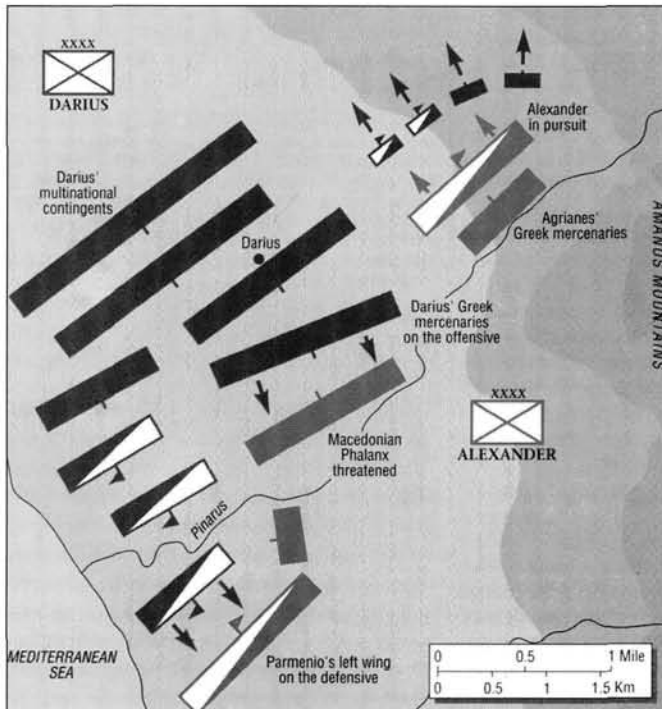 XXXX
DARIUS
Alexander
in pursuit
Darius'
multinational
contingents
Agrianes'
Greek mercenaries
AMANUS MOUNTAINS
Darius
Darius' Greek
mercenaries
on the offensive
XXXX
ALEXANDER
Macedonian
Phalanx
threatened
Pinarus
MEDITERRANEAN
SEA
Parmenio's left wing
on the defensive
0 0.5 1 Mile
0 0.5 1 1.5 Km